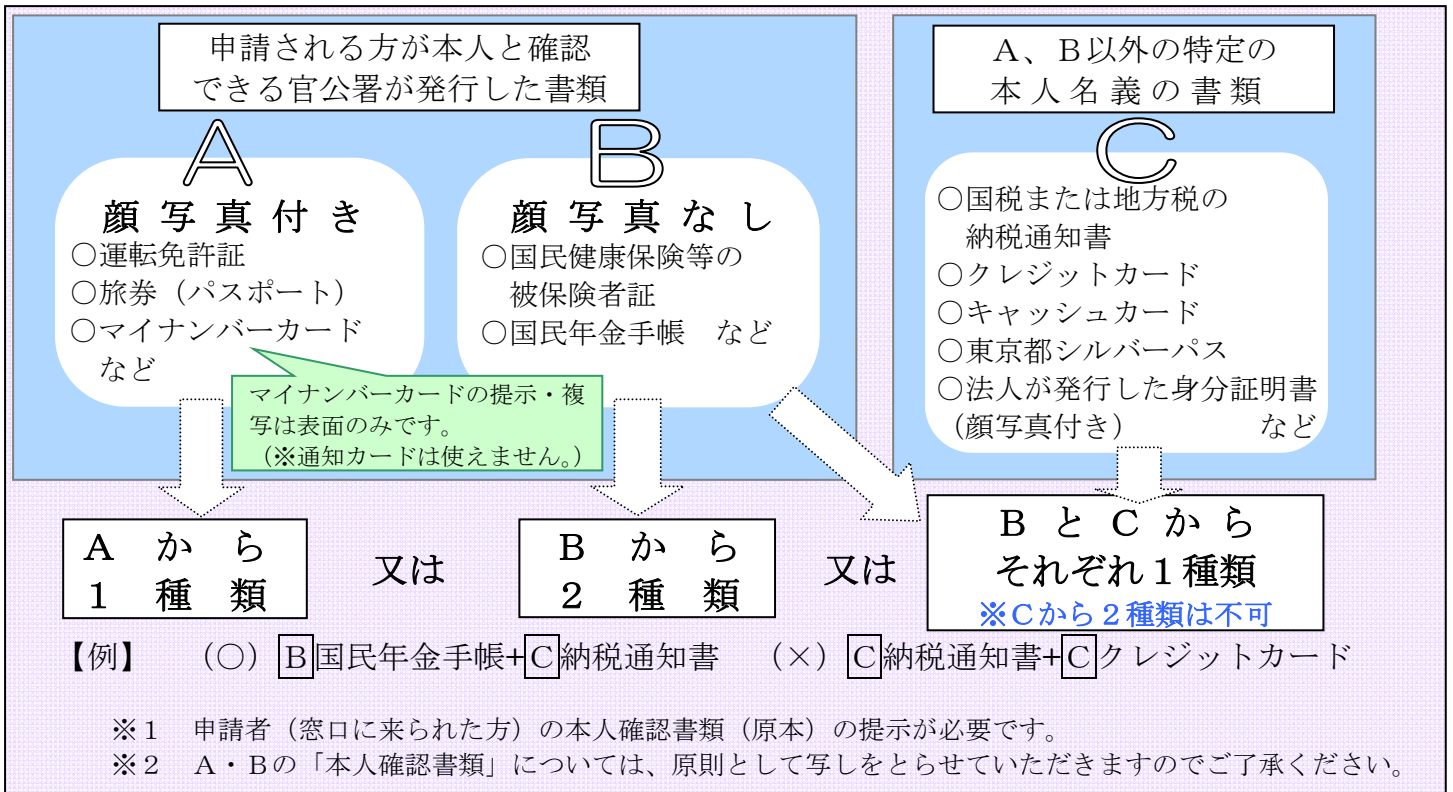 申請される方が本人と確認
できる官公署が発行した書類
A
顔写真付き
○運転免許証
○旅券（パスポート）
○マイナンバーカード
など
マイナンバーカードの提示・複
写は表面のみです。
（※通知カードは使えません。）
B
顔写真なし
○国民健康保険等の
被保険者証
○国民年金手帳　など
A、B以外の特定の
本人名義の書類
C
○国税または地方税の
納税通知書
○クレジットカード
○キャッシュカード
○東京都シルバーパス
○法人が発行した身分証明書
（顔写真付き）　など
Aから
1種類
又は
Bから
2種類
又は
BとCから
それぞれ1種類
※Cから2種類は不可
【例】　（○）B国民年金手帳+C納税通知書　（×）C納税通知書+Cクレジットカード
※1　申請者（窓口に来られた方）の本人確認書類（原本）の提示が必要です。
※2　A・Bの「本人確認書類」については、原則として写しをとらせていただきますのでご了承ください。